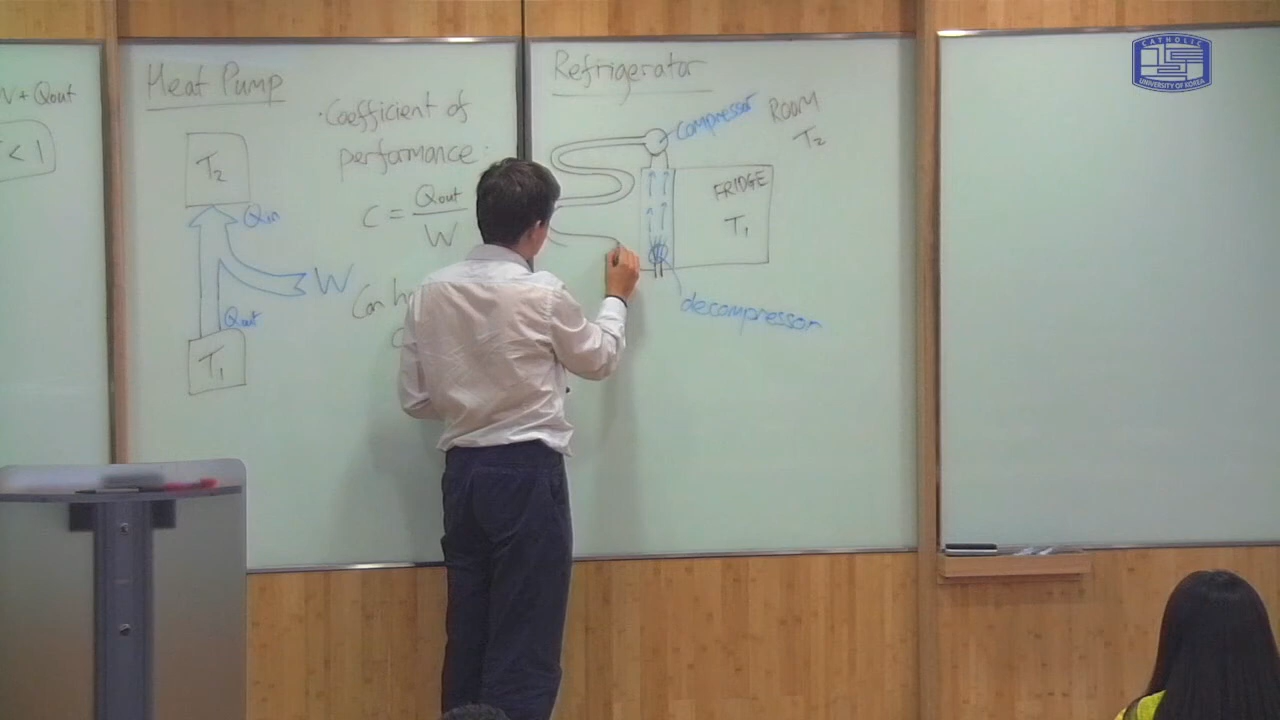 + Qout
< 1
Heat Pump
T₂
Qin
W
Qout
T₁
·Coefficient of
performance:
C = Qout
W
Can
Refrigerator
compressor
ROOM
T₂
FRIDGE
T₁
decompressor
CATHOLIC
UNIVERSITY OF KOREA